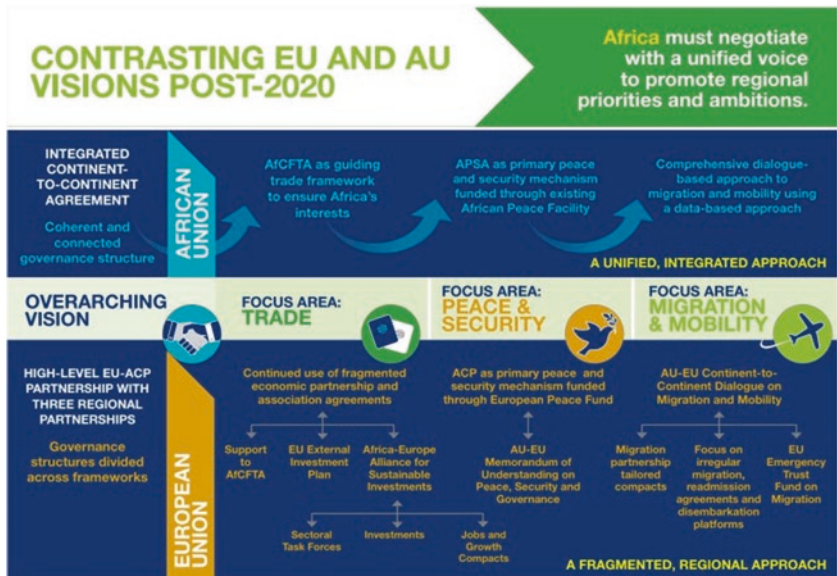 CONTRASTING EU AND AU
VISIONS POST-2020
Africa must negotiate
with a unified voice
to promote regional
priorities and ambitions.
INTEGRATED
CONTINENT-
TO-CONTINENT
AGREEMENT
Coherent and
connected
governance structure
AFRICAN
UNION
AfCFTA as guiding
trade framework
to ensure Africa's
interests
APSA as primary peace
and security mechanism
funded through existing
African Peace Facility
Comprehensive dialogue-
based approach to
migration and mobility using
a data-based approach
A UNIFIED, INTEGRATED APPROACH
OVERARCHING
VISION
FOCUS AREA:
TRADE
FOCUS AREA:
PEACE &
SECURITY
FOCUS AREA:
MIGRATION
& MOBILITY
HIGH-LEVEL EU-ACP
PARTNERSHIP WITH
THREE REGIONAL
PARTNERSHIPS
Governance
structures divided
across frameworks
EUROPEAN
UNION
Continued use of fragmented
economic partnership and
association agreements
Support
to
AfCFTA
EU External
Investment
Plan
Africa-Europe
Alliance for
Sustainable
Investments
Sectoral
Task Forces
Investments
Jobs and
Growth
Compacts
ACP as primary peace and
security mechanism funded
through European Peace Fund
AU-EU
Memorandum of
Understanding on
Peace, Security and
Governance
AU-EU Continent-to-
Continent Dialogue on
Migration and Mobility
Migration
partnership
tailored
compacts
Focus on
irregular
migration,
readmission
agreements and
disembarkation
platforms
EU
Emergency
Trust
Fund on
Migration
A FRAGMENTED, REGIONAL APPROACH